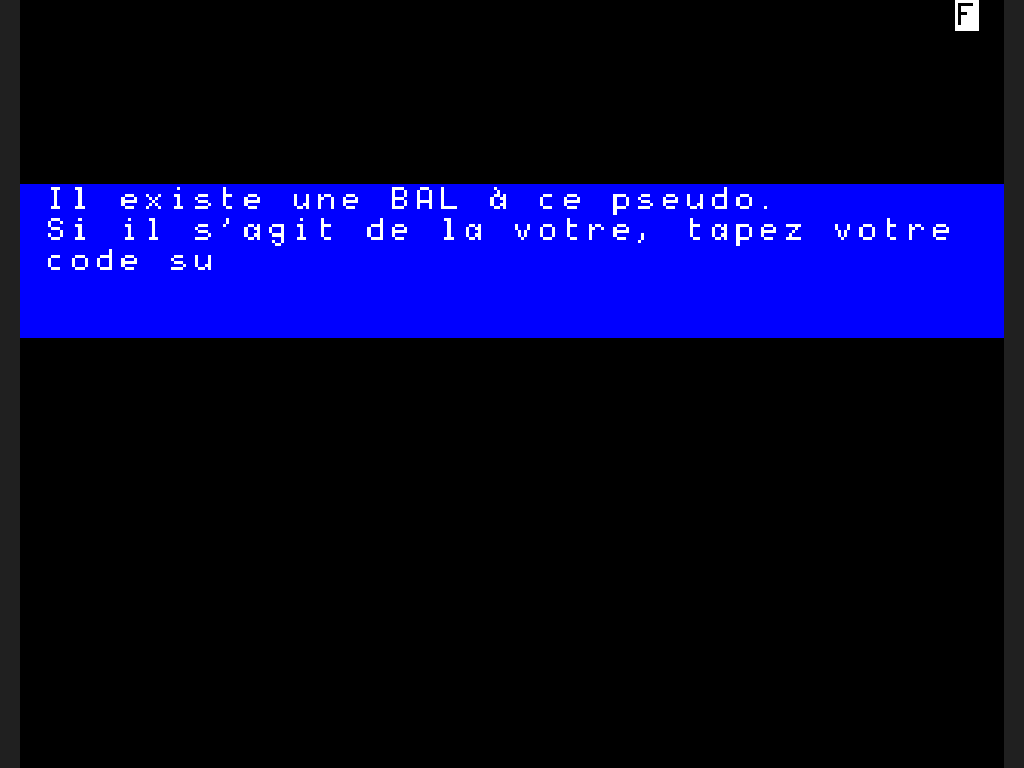 F
Il existe une BAL à ce pseudo.
Si il s'agit de la votre, tapez votre
code su